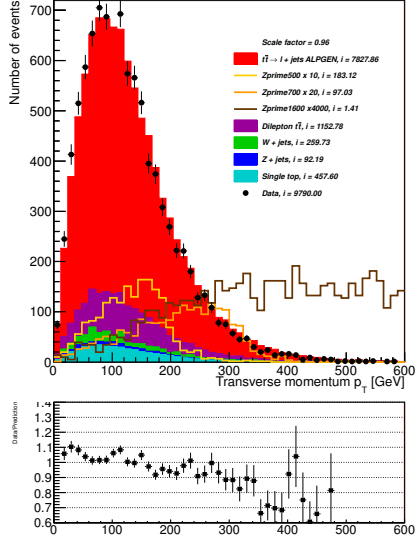 Number of events
700
600
500
400
300
200
100
0
Scale factor = 0.96
tt̄ → l + jets ALPGEN, i = 7827.86
Zprime500 x 10, i = 183.12
Zprime700 x 20, i = 97.03
Zprime1600 x4000, i = 1.41
Dilepton tt̄, i = 1152.78
W + jets, i = 259.73
Z + jets, i = 92.19
Single top, i = 457.60
Data, i = 9790.00
0 100 200 300 400 500 600
Transverse momentum p_T [GeV]
Data/Prediction
1.4
1.3
1.2
1.1
1
0.9
0.8
0.7
0.6
0 100 200 300 400 500 600